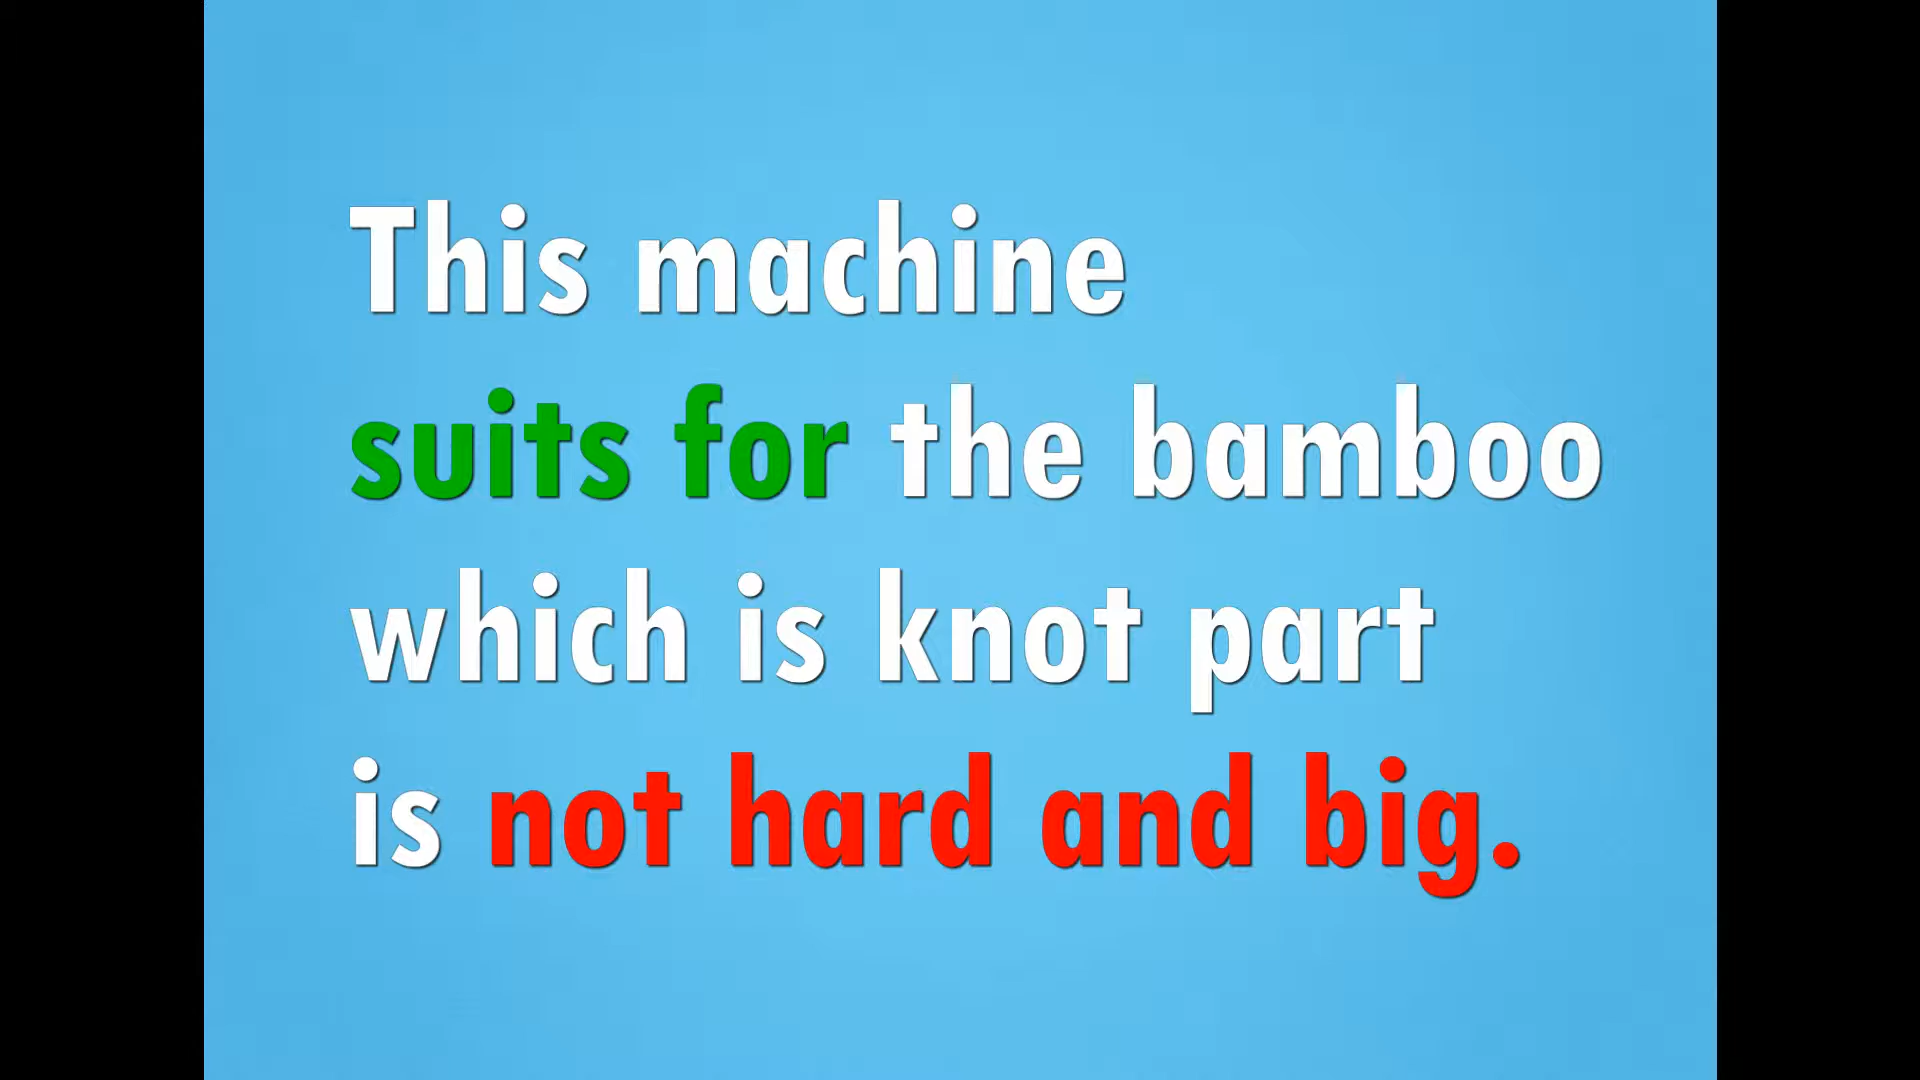 This machine
suits for the bamboo
which is knot part
is not hard and big.